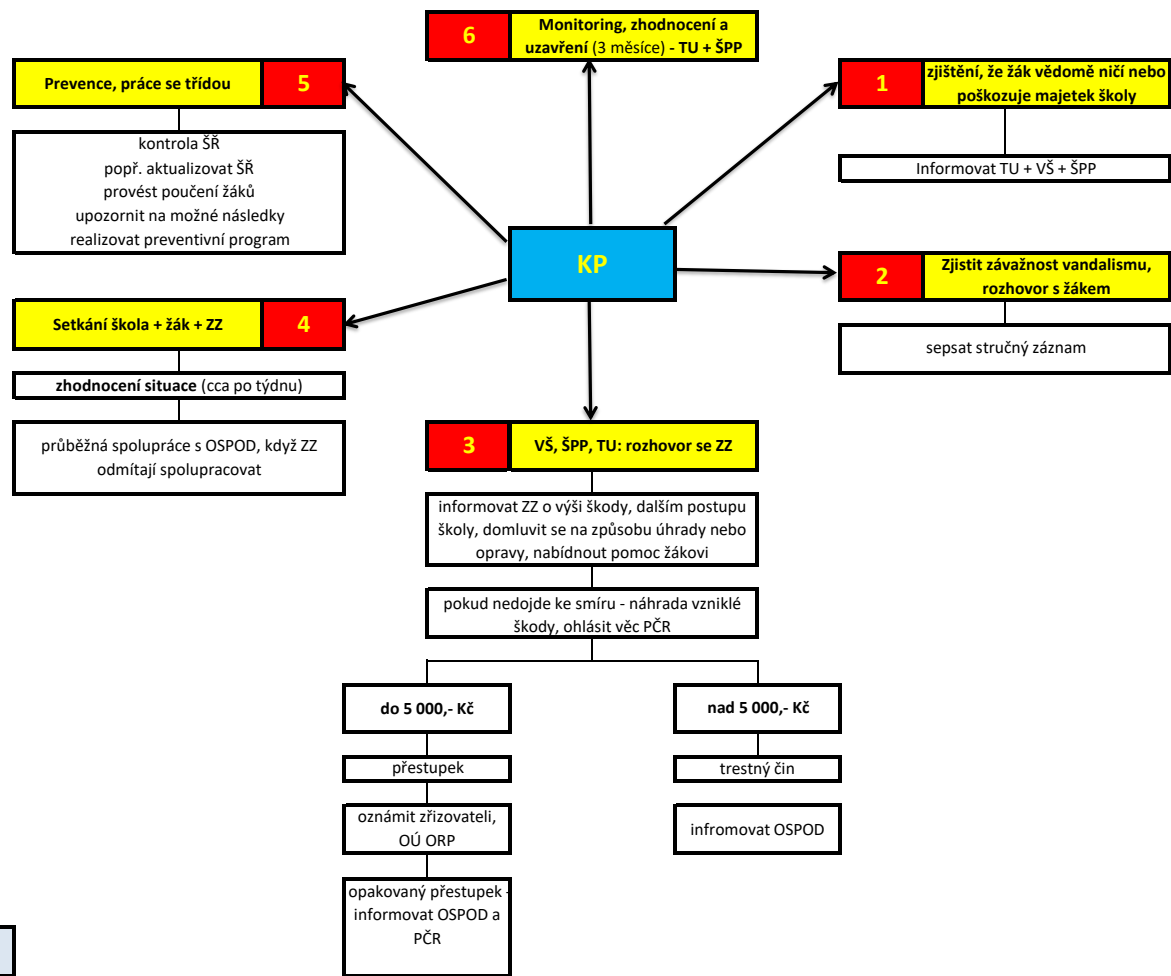 6
Monitoring, zhodnocení a
uzavření (3 měsíce) - TU + ŠPP
Prevence, práce se třídou
5
kontrola ŠŘ
popř. aktualizovat ŠŘ
provést poučení žáků
upozornit na možné následky
realizovat preventivní program
1
zjištění, že žák vědomě ničí nebo
poškozuje majetek školy
Informovat TU + VŠ + ŠPP
KP
2
Zjistit závažnost vandalismu,
rozhovor s žákem
sepsat stručný záznam
Setkání škola + žák + ZZ
4
zhodnocení situace (cca po týdnu)
průběžná spolupráce s OSPOD, když ZZ
odmítají spolupracovat
3
VŠ, ŠPP, TU: rozhovor se ZZ
informovat ZZ o výši škody, dalším postupu
školy, domluvit se na způsobu úhrady nebo
opravy, nabídnout pomoc žákovi
pokud nedojde ke smíru - náhrada vzniklé
škody, ohlásit věc PČR
do 5 000,- Kč
přestupek
oznámit zřizovateli,
OÚ ORP
opakovaný přestupek -
informovat OSPOD a
PČR
nad 5 000,- Kč
trestný čin
infromovat OSPOD